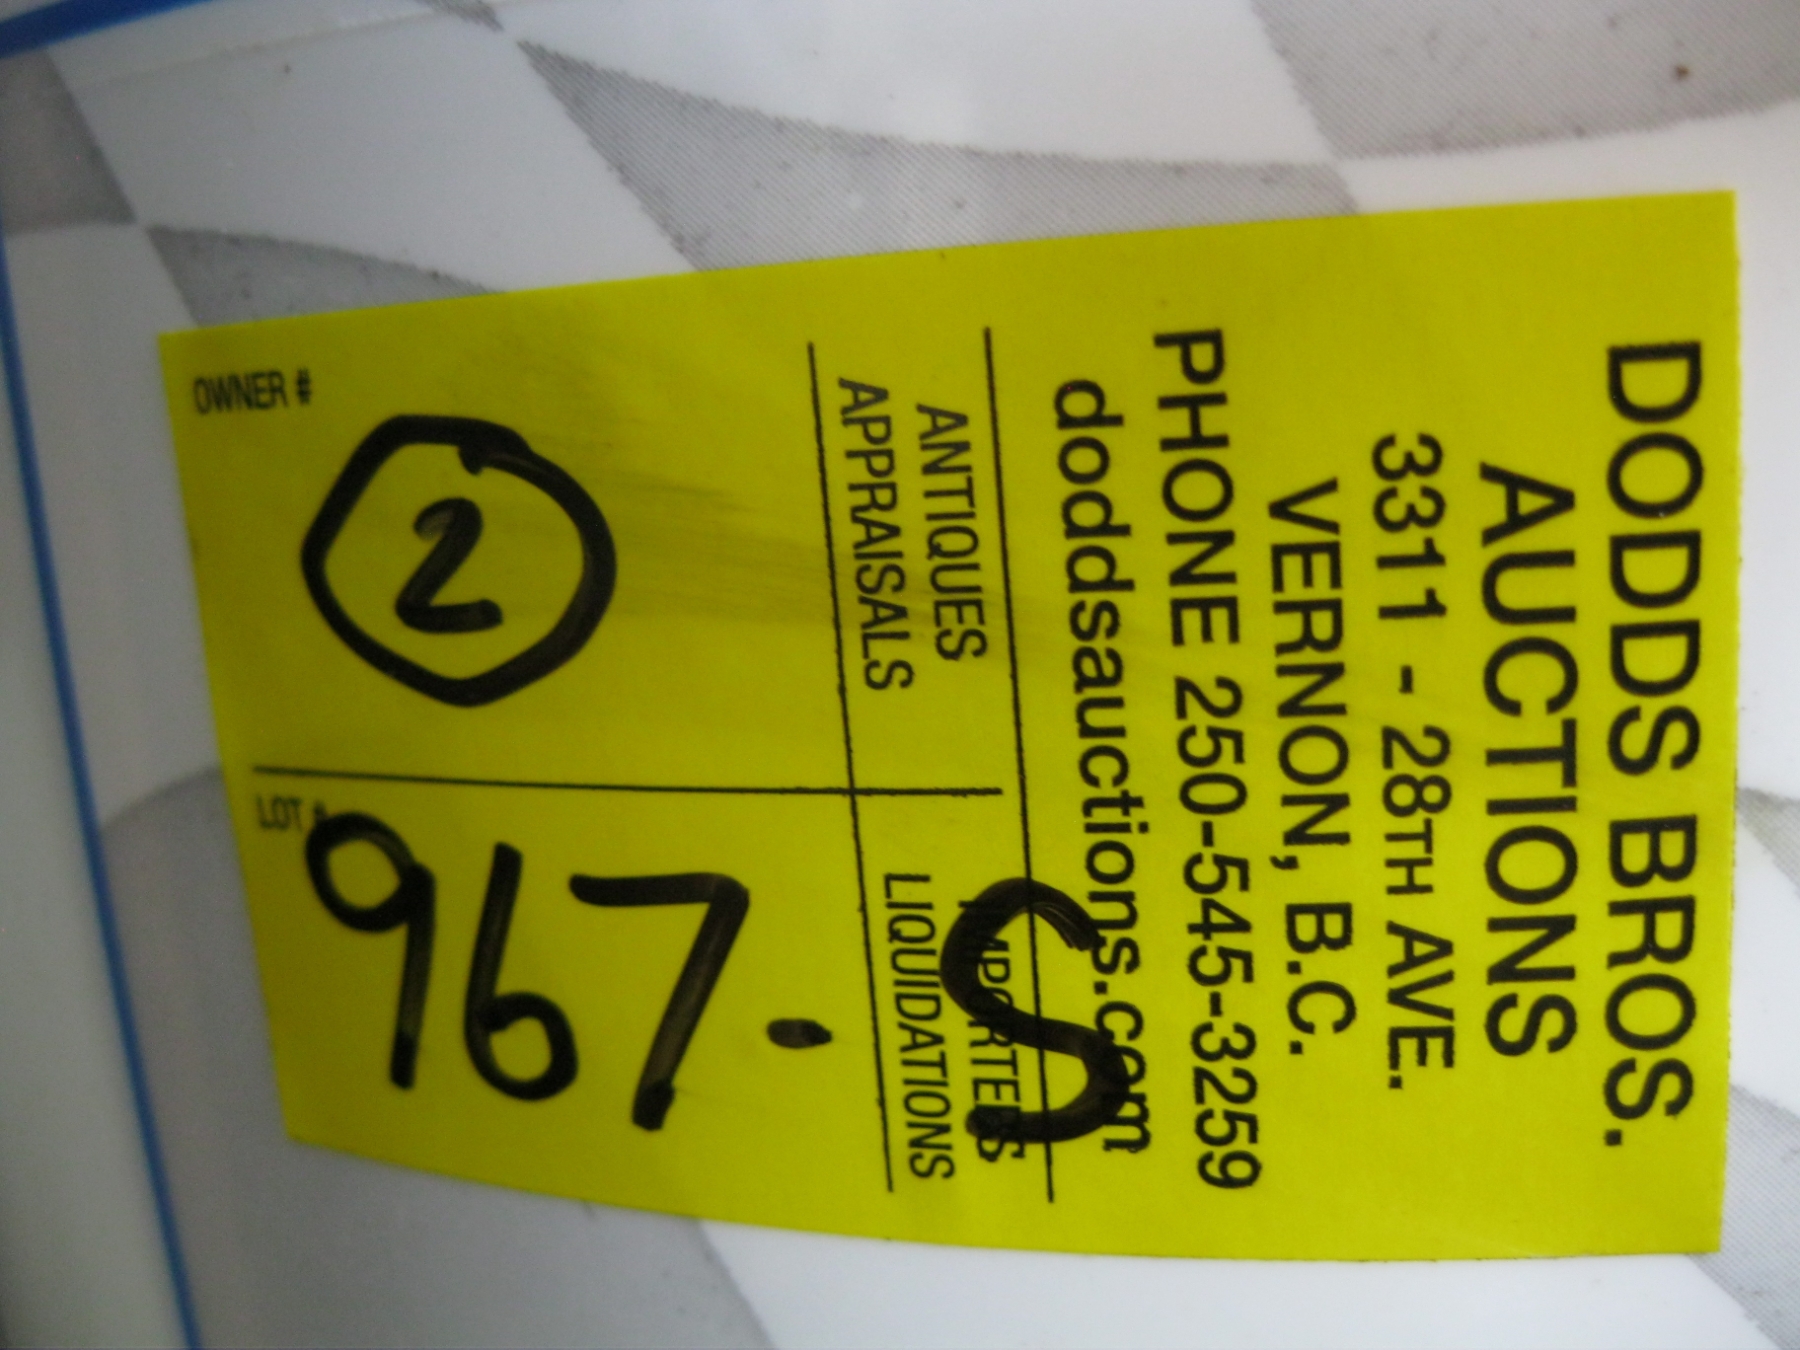 DODDS BROS.
AUCTIONS
3311 - 28TH AVE.
VERNON, B.C.
PHONE 250-545-3259
doddsauctions.com
ANTIQUES IMPORTERS
APPRAISALS LIQUIDATIONS
OWNER #
2
LOT #
967-S